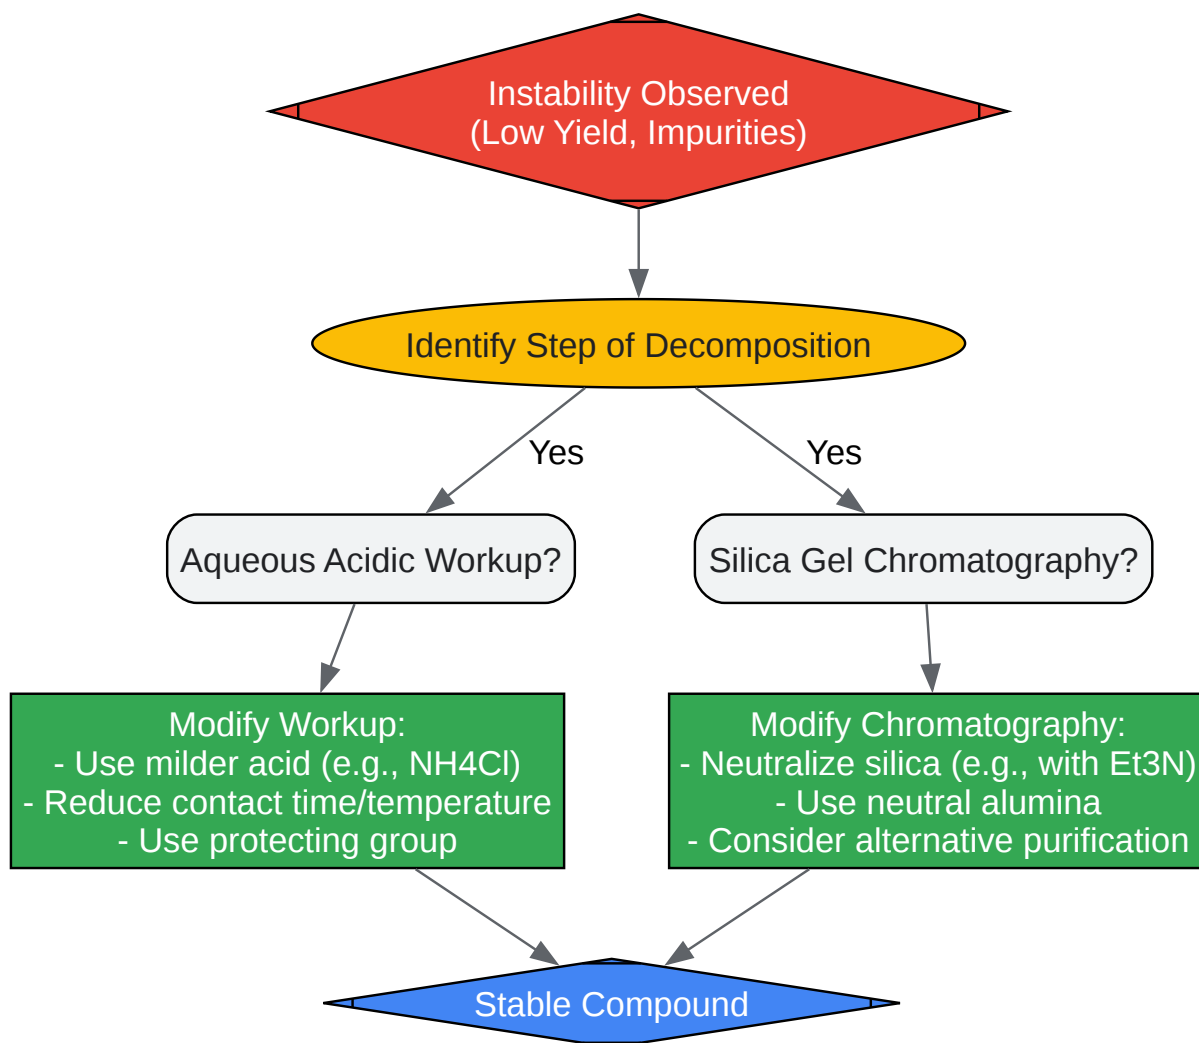 Instability Observed
(Low Yield, Impurities)
Identify Step of Decomposition
Yes
Yes
Aqueous Acidic Workup?
Silica Gel Chromatography?
Modify Workup:
- Use milder acid (e.g., NH4Cl)
- Reduce contact time/temperature
- Use protecting group
Modify Chromatography:
- Neutralize silica (e.g., with Et3N)
- Use neutral alumina
- Consider alternative purification
Stable Compound